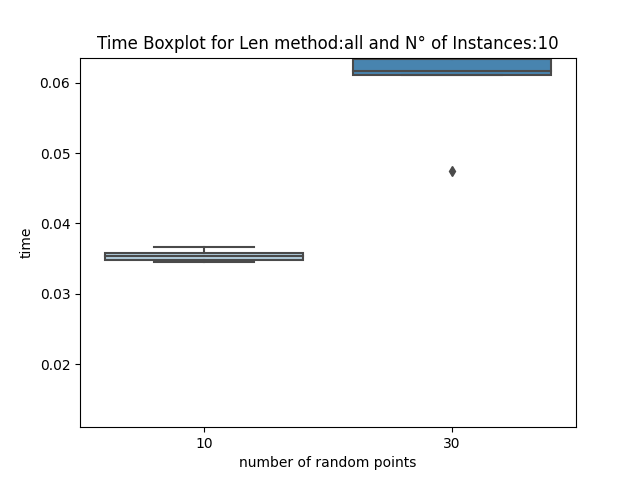 Time Boxplot for Len method:all and N° of Instances:10
0.06
0.05
0.04
0.03
0.02
time
10 30
number of random points